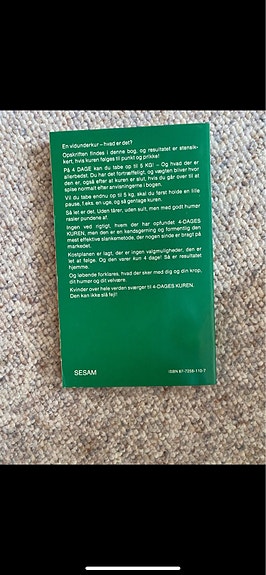 En vidunderkur – hvad er det?
Opskriften findes i denne bog, og resultatet er stensik-
kert, hvis kuren følges til punkt og prikke!
På 4 DAGE kan du tabe op til 5 KG! – Og hvad der er
allerbedst: Du har det fortræffeligt, og vægten bliver hvor
den er, også efter at kuren er slut, hvis du går over til at
spise normalt efter anvisningerne i bogen.
Vil du tabe endnu op til 5 kg, skal du først holde en lille
pause, f.eks. en uge, og så gentage kuren.
Så let er det. Uden tårer, uden sult, men med godt humør
rasler pundene af.
Ingen ved rigtigt, hvem der har opfundet 4-DAGES
KUREN, men den er en kendsgerning og formentlig den
mest effektive slankemetode, der nogen sinde er bragt på
markedet.
Kostplanen er lagt, der er ingen valgmuligheder, den er
let at følge. Og den varer kun 4 dage! Så er resultatet
hjemme.
Og løbende forklares, hvad der sker med dig og din krop,
dit humør og dit velvære.
Kvinder over hele verden sværger til 4-DAGES KUREN.
Den kan ikke slå fejl!
SESAM
ISBN 87-7258-110-7